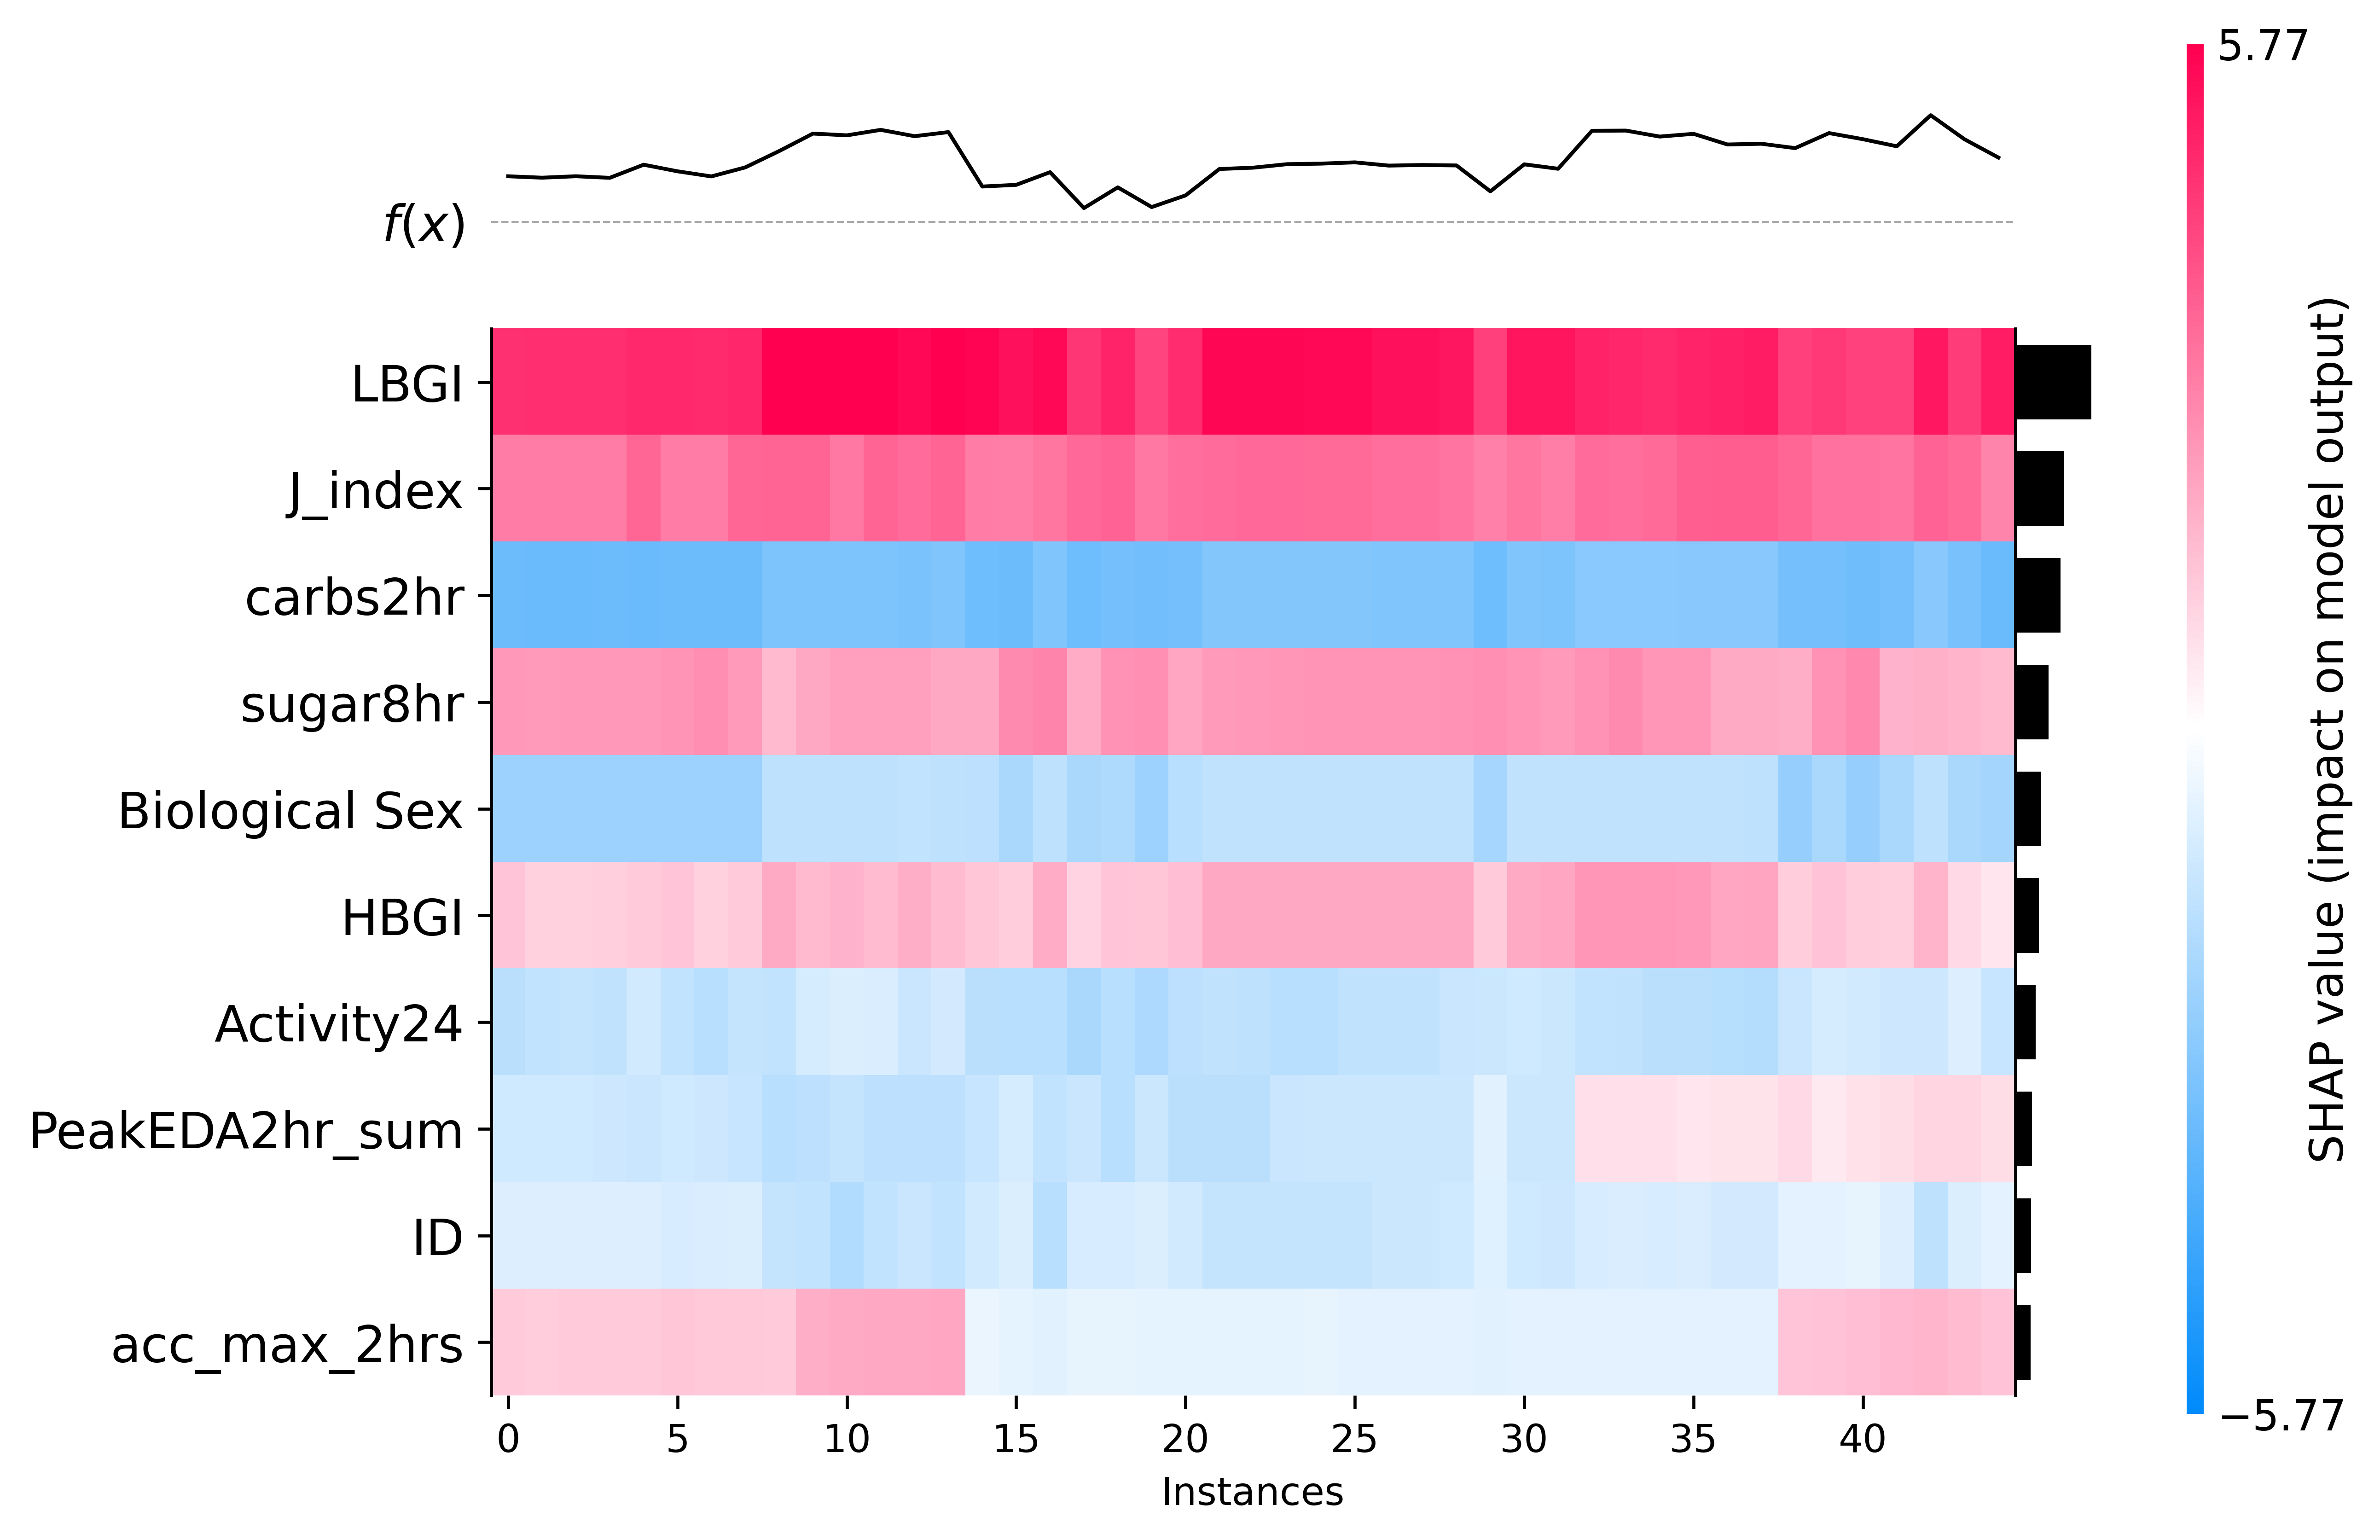 5.77
f(x)
LBGI
J_index
carbs2hr
sugar8hr
Biological Sex
HBGI
Activity24
PeakEDA2hr_sum
ID
acc_max_2hrs
0 5 10 15 20 25 30 35 40
Instances
−5.77
SHAP value (impact on model output)